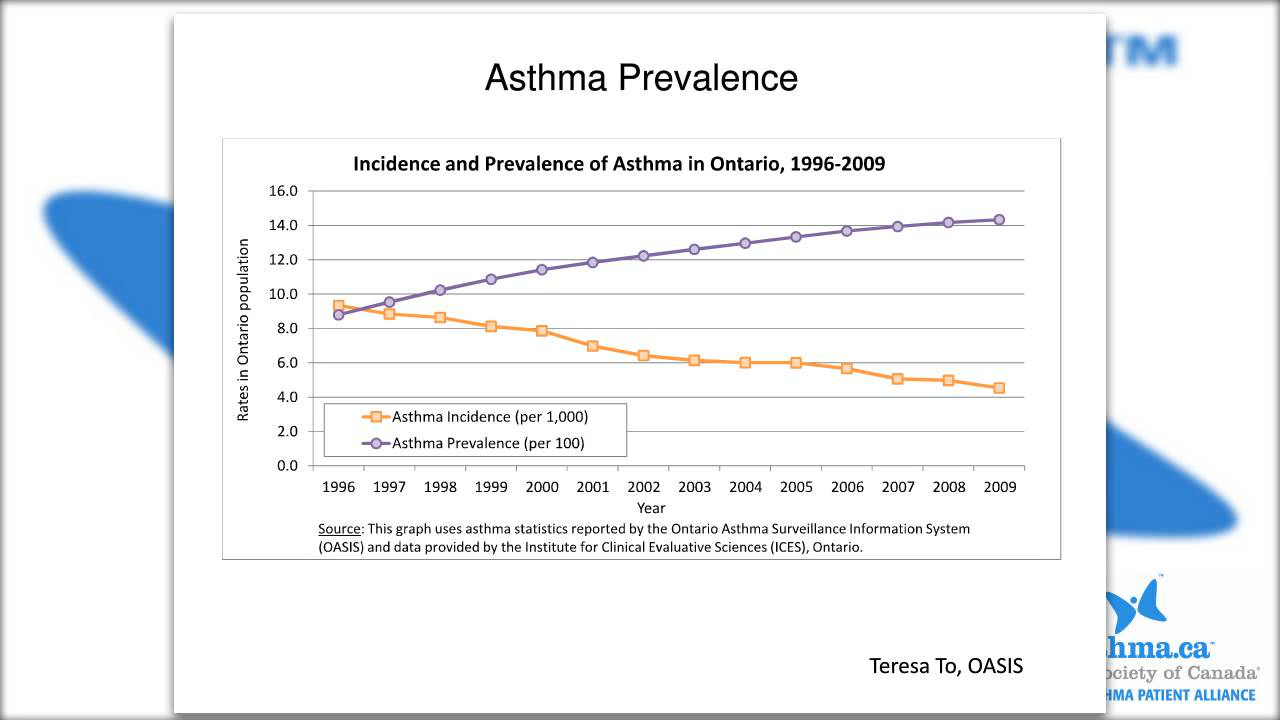 TM
Asthma Prevalence
Incidence and Prevalence of Asthma in Ontario, 1996-2009
Rates in Ontario population
16.0
14.0
12.0
10.0
8.0
6.0
4.0
2.0
0.0
Asthma Incidence (per 1,000)
Asthma Prevalence (per 100)
1996 1997 1998 1999 2000 2001 2002 2003 2004 2005 2006 2007 2008 2009
Year
Source: This graph uses asthma statistics reported by the Ontario Asthma Surveillance Information System
(OASIS) and data provided by the Institute for Clinical Evaluative Sciences (ICES), Ontario.
Teresa To, OASIS
hma.ca™
ociety of Canada
HMA PATIENT ALLIANCE